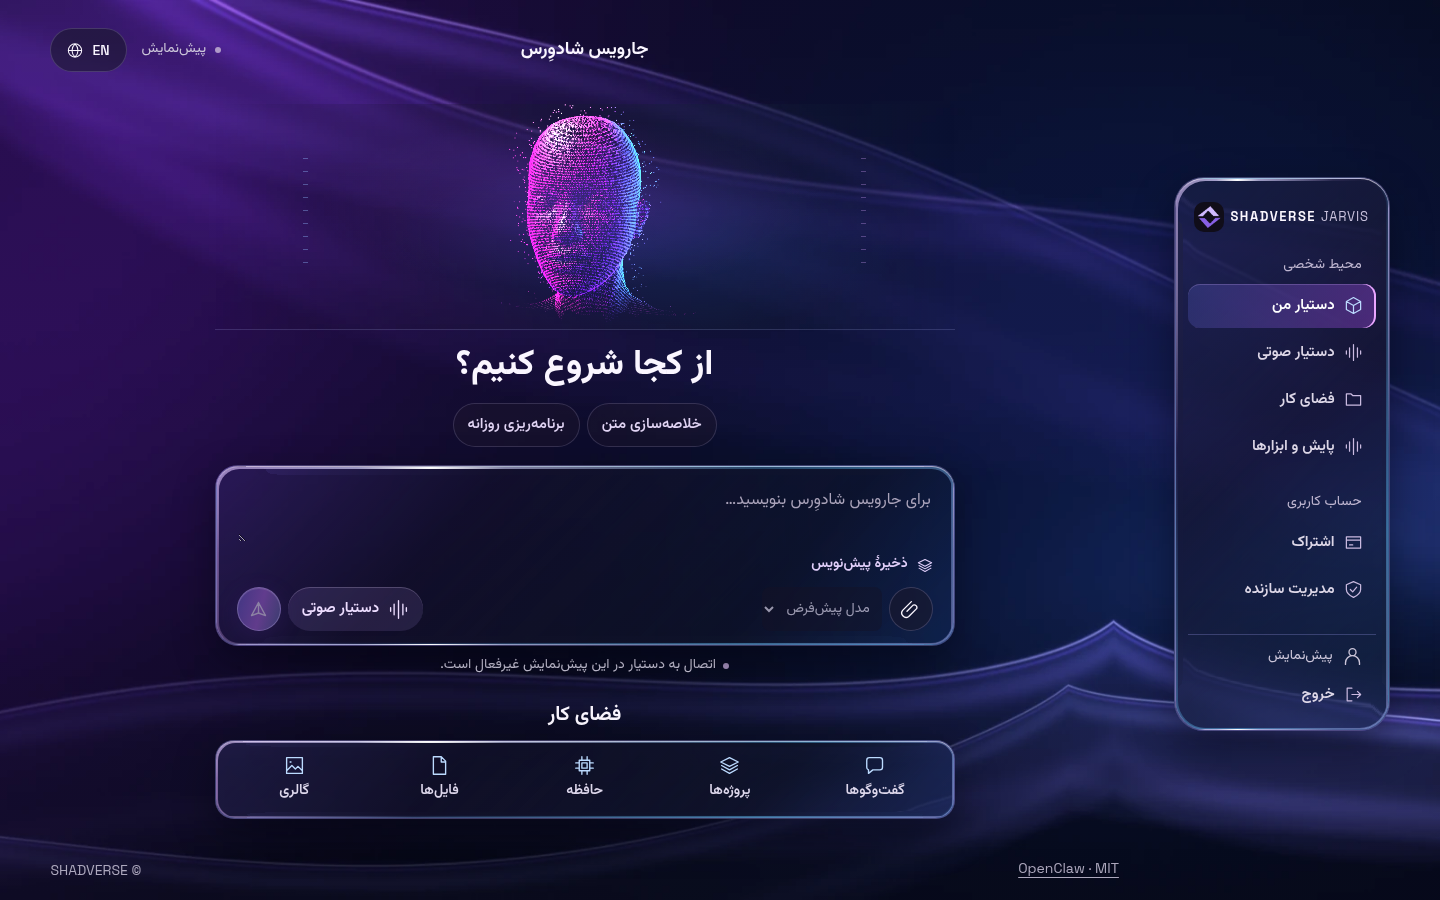 جارویس شادوِرس
پیش‌نمایش
EN
SHADVERSE JARVIS
محیط شخصی
دستیار من
دستیار صوتی
فضای کار
پایش و ابزارها
حساب کاربری
اشتراک
مدیریت سازنده
پیش‌نمایش
خروج
از کجا شروع کنیم؟
خلاصه‌سازی متن
برنامه‌ریزی روزانه
برای جارویس شادوِرس بنویسید...
ذخیرهٔ پیش‌نویس
مدل پیش‌فرض
دستیار صوتی
اتصال به دستیار در این پیش‌نمایش غیرفعال است.
فضای کار
گفت‌وگوها
پروژه‌ها
حافظه
فایل‌ها
گالری
OpenClaw · MIT
SHADVERSE ©